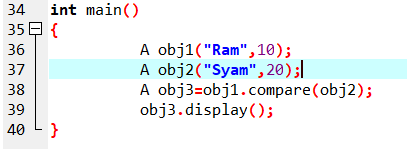 34 int main()
35 {
36 A obj1("Ram",10);
37 A obj2("Syam",20);
38 A obj3=obj1.compare(obj2);
39 obj3.display();
40 }